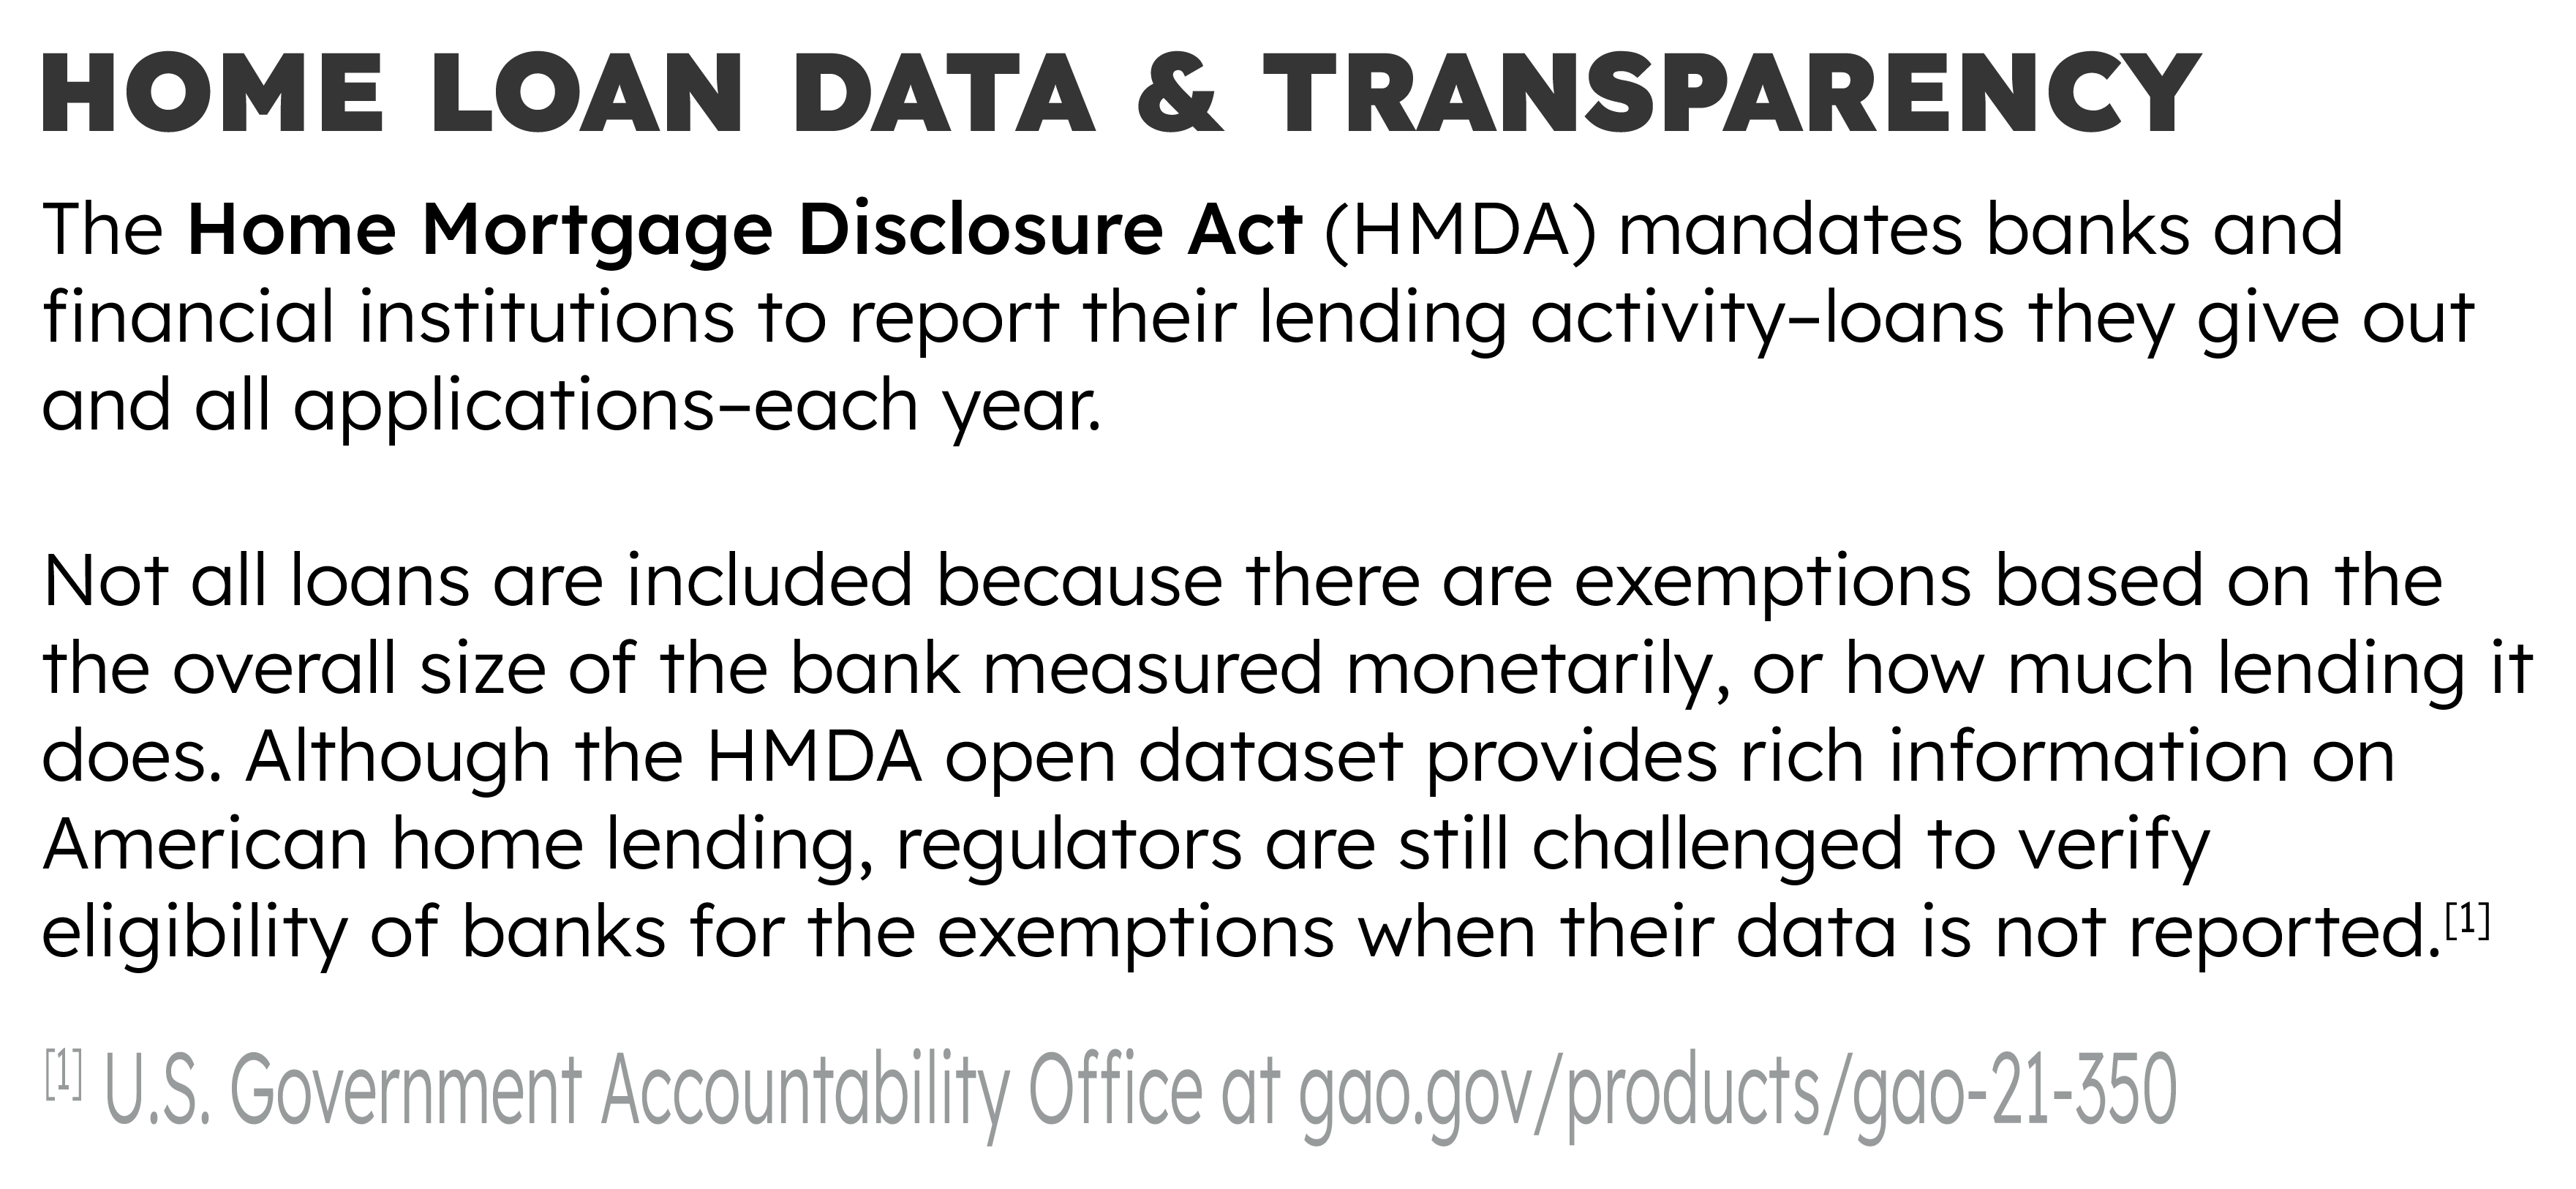 HOME LOAN DATA & TRANSPARENCY
The Home Mortgage Disclosure Act (HMDA) mandates banks and
financial institutions to report their lending activity–loans they give out
and all applications–each year.
Not all loans are included because there are exemptions based on the
the overall size of the bank measured monetarily, or how much lending it
does. Although the HMDA open dataset provides rich information on
American home lending, regulators are still challenged to verify
eligibility of banks for the exemptions when their data is not reported.[1]
[1] U.S. Government Accountability Office at gao.gov/products/gao-21-350